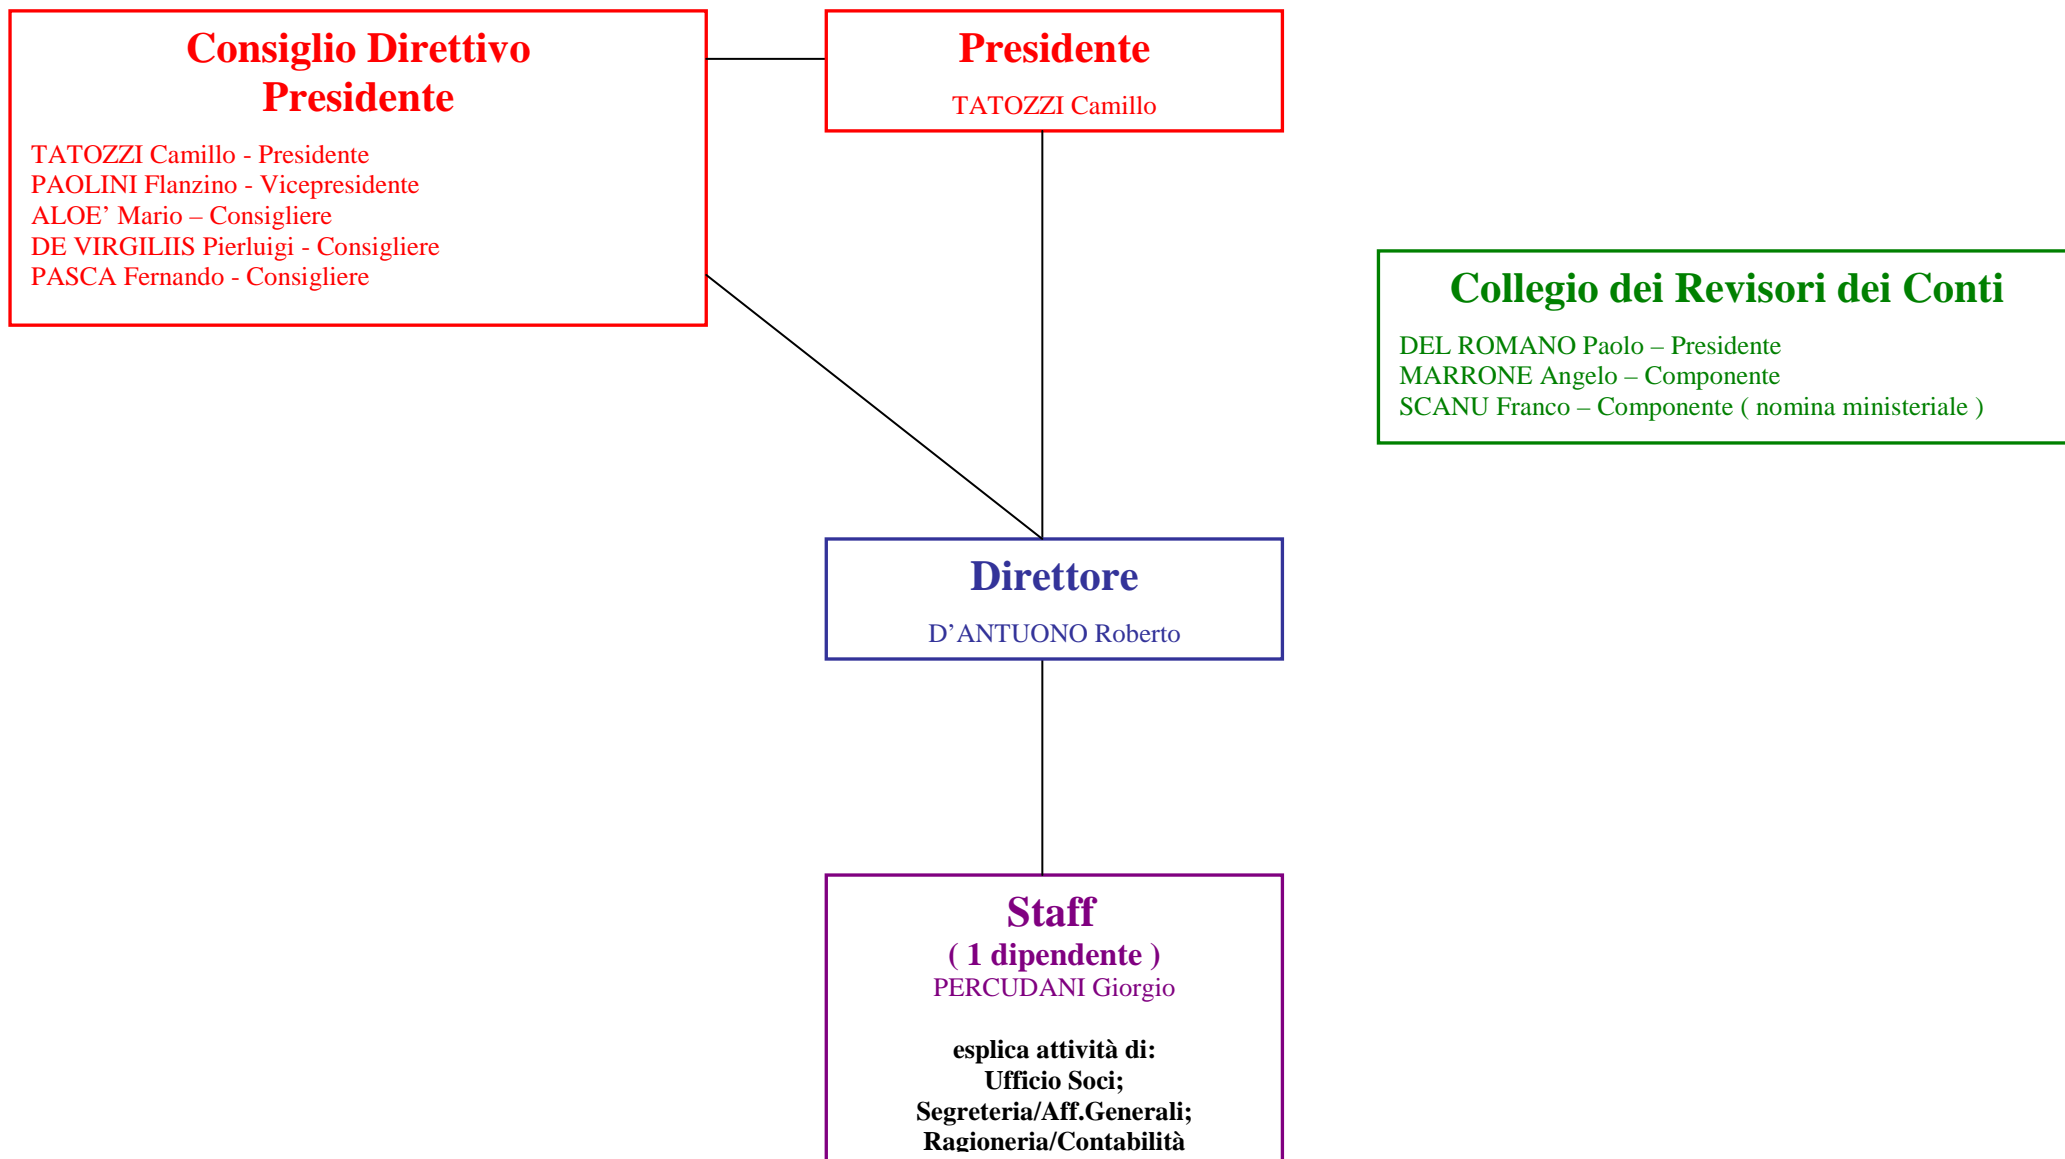 Consiglio Direttivo
Presidente
TATOZZI Camillo - Presidente
PAOLINI Flanzino - Vicepresidente
ALOE’ Mario – Consigliere
DE VIRGILIIS Pierluigi - Consigliere
PASCA Fernando - Consigliere
Presidente
TATOZZI Camillo
Collegio dei Revisori dei Conti
DEL ROMANO Paolo – Presidente
MARRONE Angelo – Componente
SCANU Franco – Componente ( nomina ministeriale )
Direttore
D’ANTUONO Roberto
Staff
( 1 dipendente )
PERCUDANI Giorgio
esplica attività di:
Ufficio Soci;
Segreteria/Aff.Generali;
Ragioneria/Contabilità